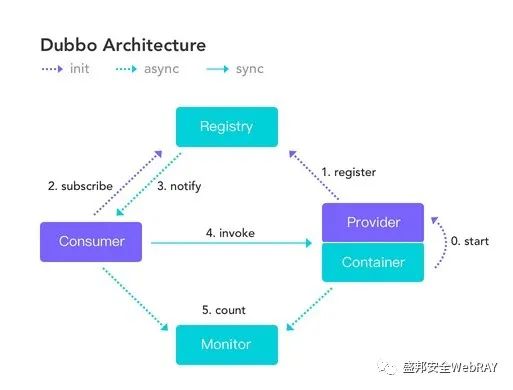 Dubbo Architecture
init async sync
Registry
1. register
2. subscribe
3. notify
Provider
Consumer
4. invoke
0. start
Container
5. count
Monitor
盛邦安全WebRAY